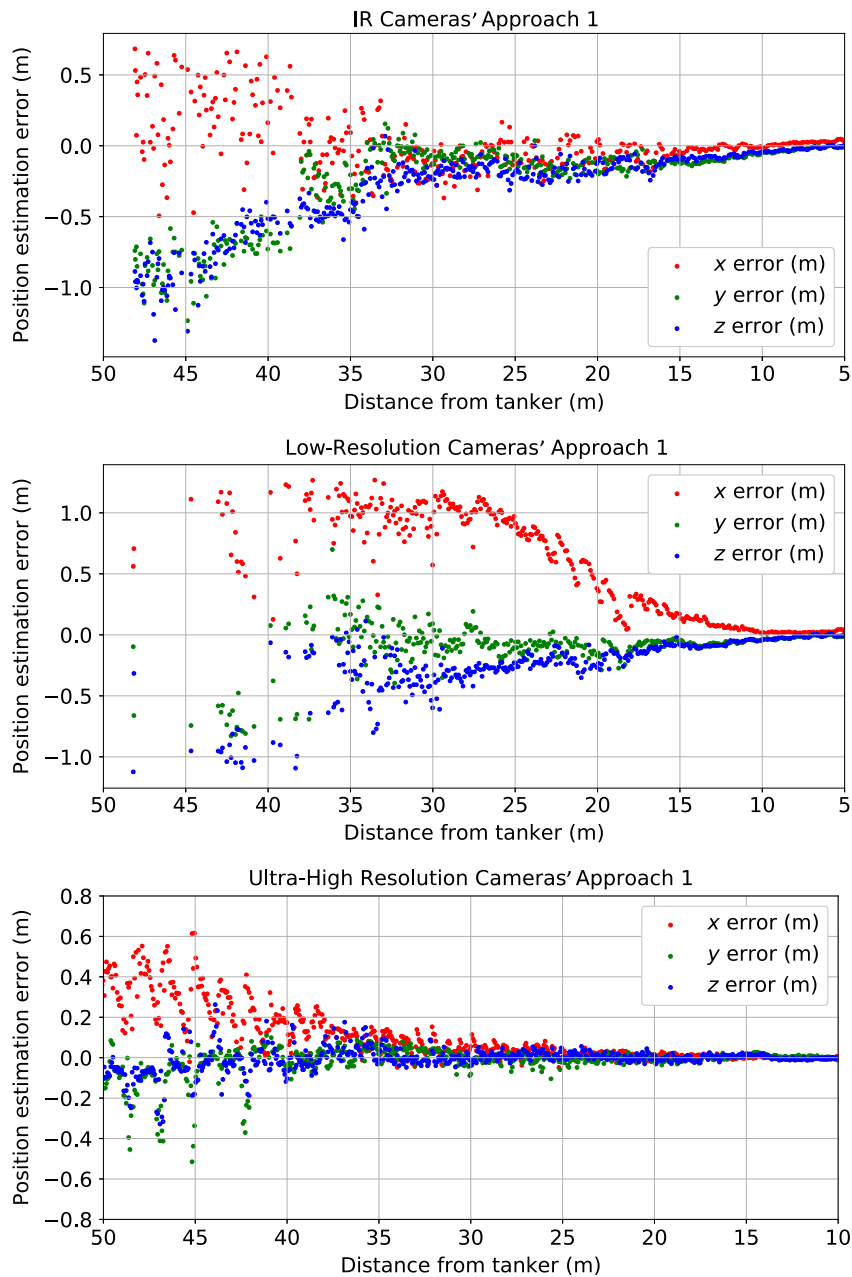 IR Cameras’ Approach 1
Position estimation error (m)
0.5
0.0
−0.5
−1.0
x error (m)
y error (m)
z error (m)
50 45 40 35 30 25 20 15 10 5
Distance from tanker (m)
Low-Resolution Cameras’ Approach 1
Position estimation error (m)
1.0
0.5
0.0
−0.5
−1.0
x error (m)
y error (m)
z error (m)
50 45 40 35 30 25 20 15 10 5
Distance from tanker (m)
Ultra-High Resolution Cameras’ Approach 1
Position estimation error (m)
0.8
0.6
0.4
0.2
0.0
−0.2
−0.4
−0.6
−0.8
x error (m)
y error (m)
z error (m)
50 45 40 35 30 25 20 15 10
Distance from tanker (m)